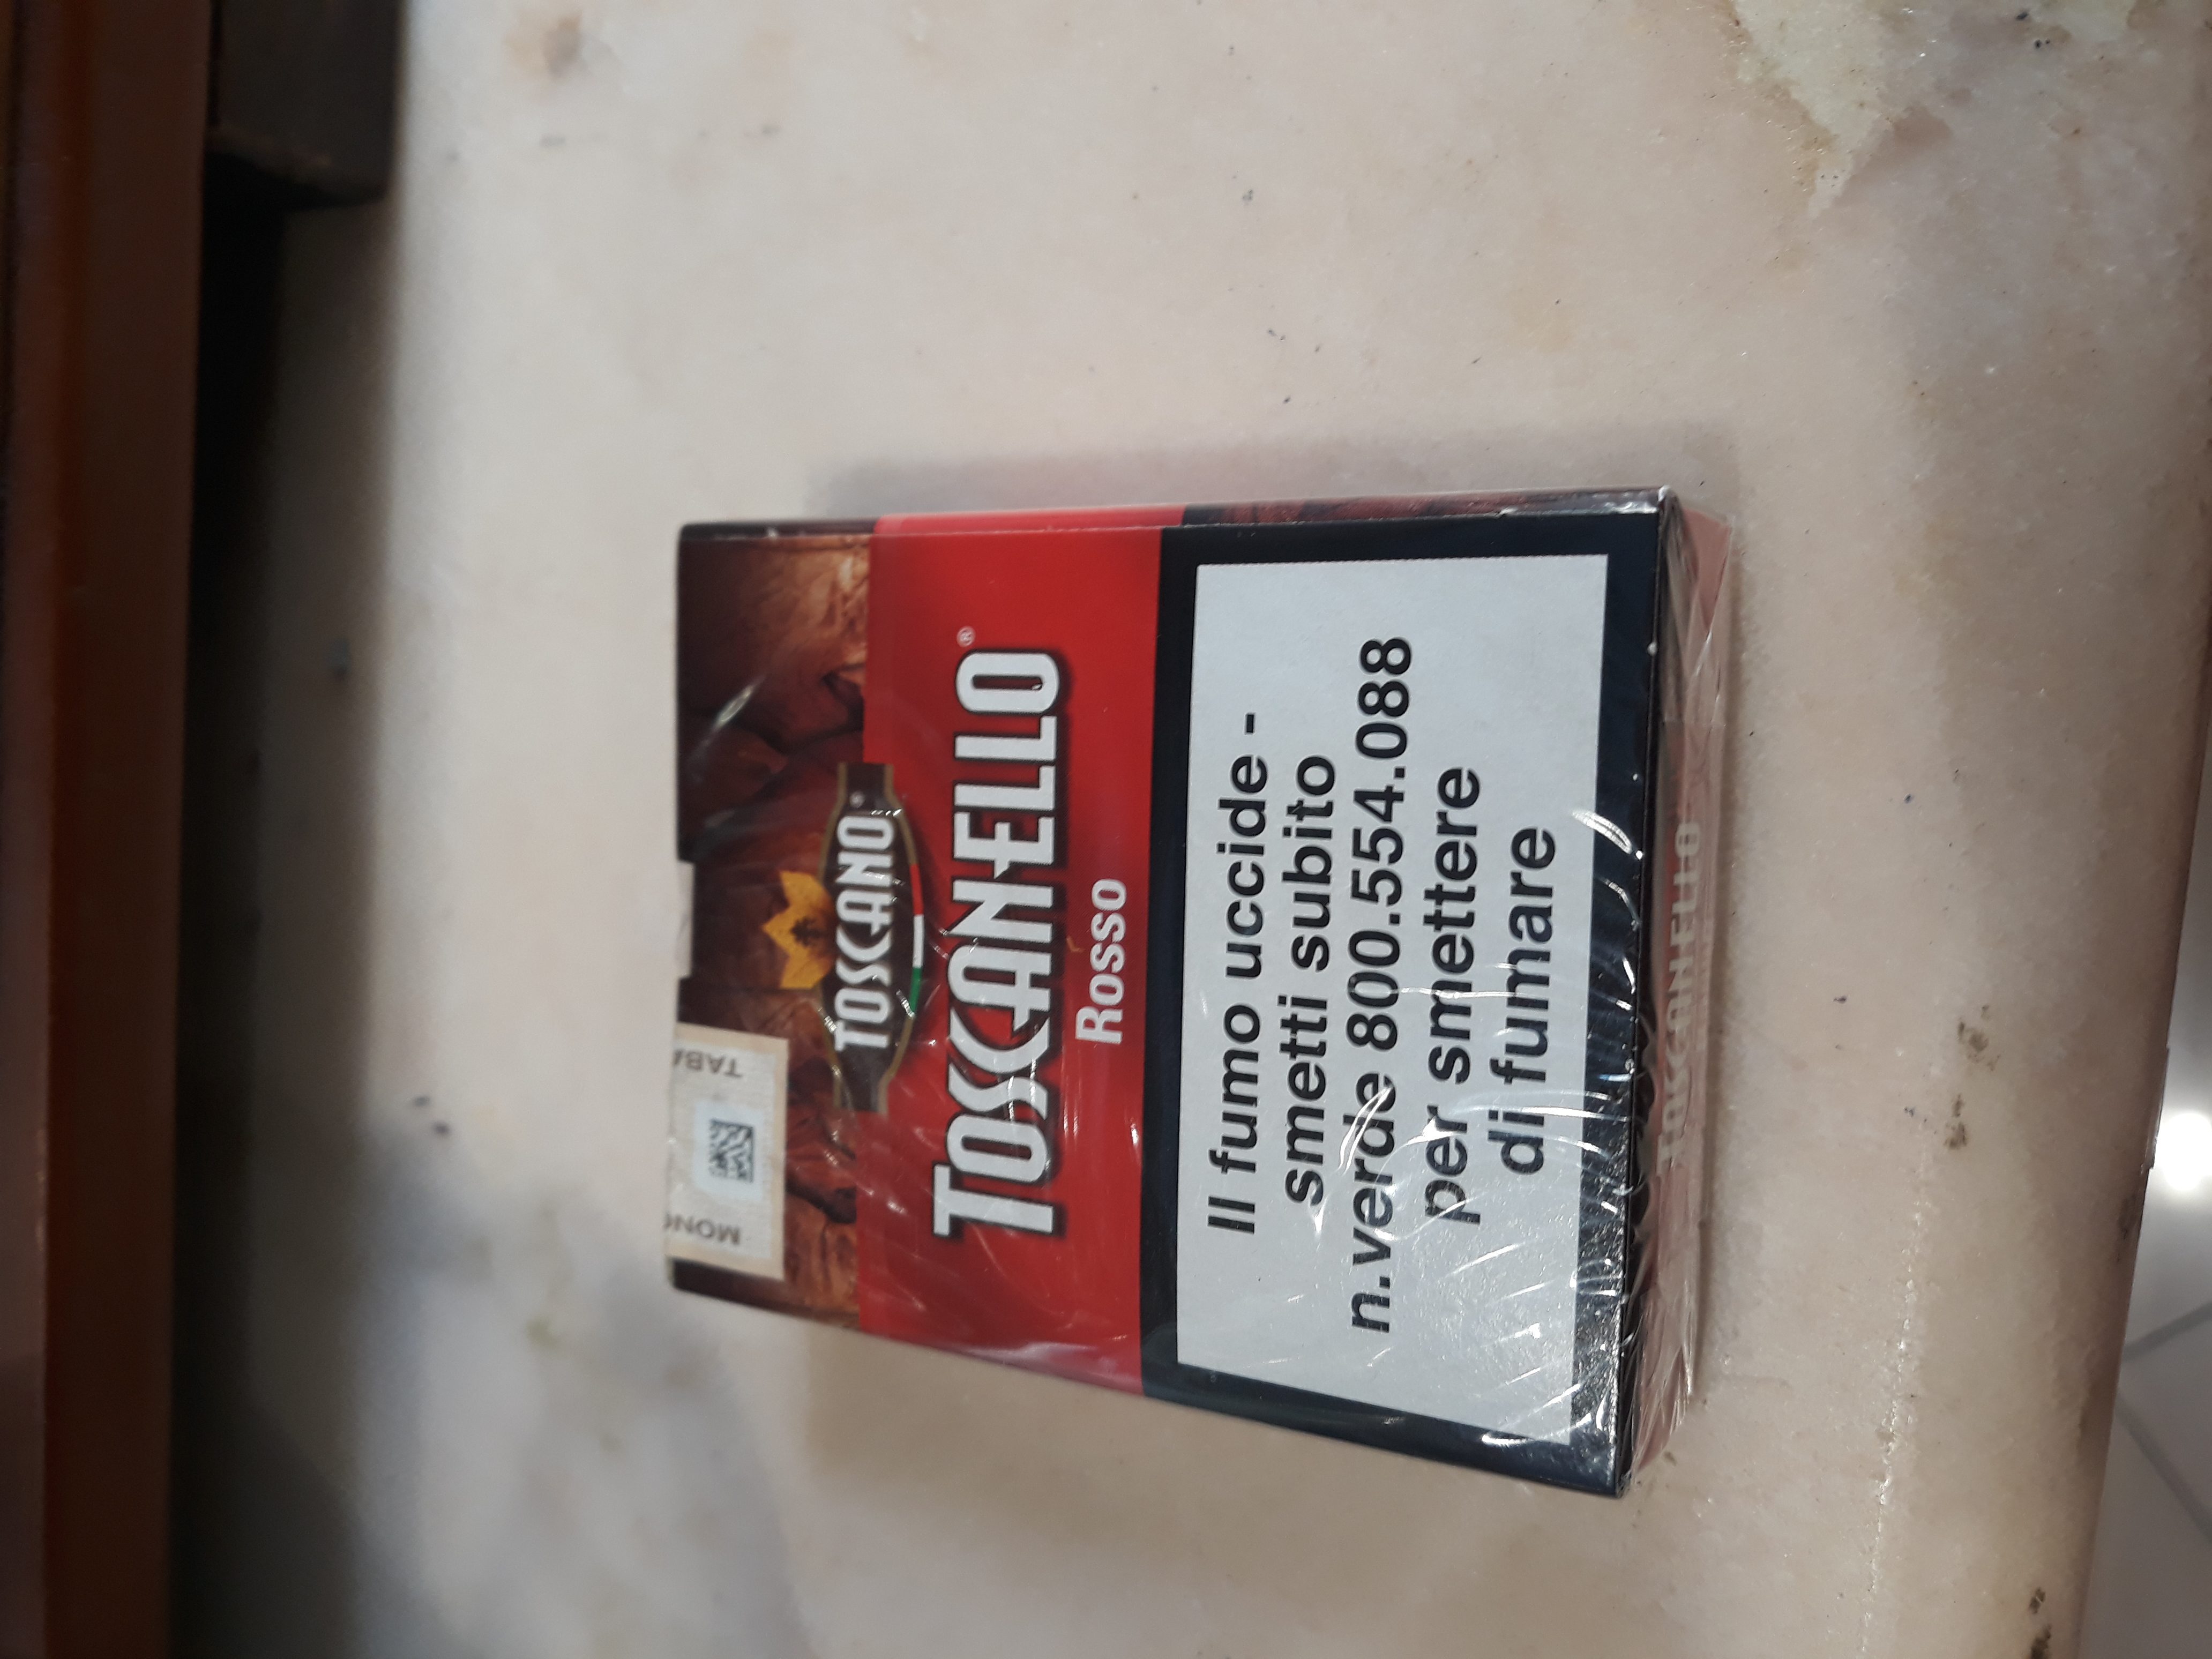 TOSCANO®
TOSCANELLO®
Rosso
Il fumo uccide -
smetti subito
n.verde 800.554.088
per smettere
di fumare
TOSCANELLO